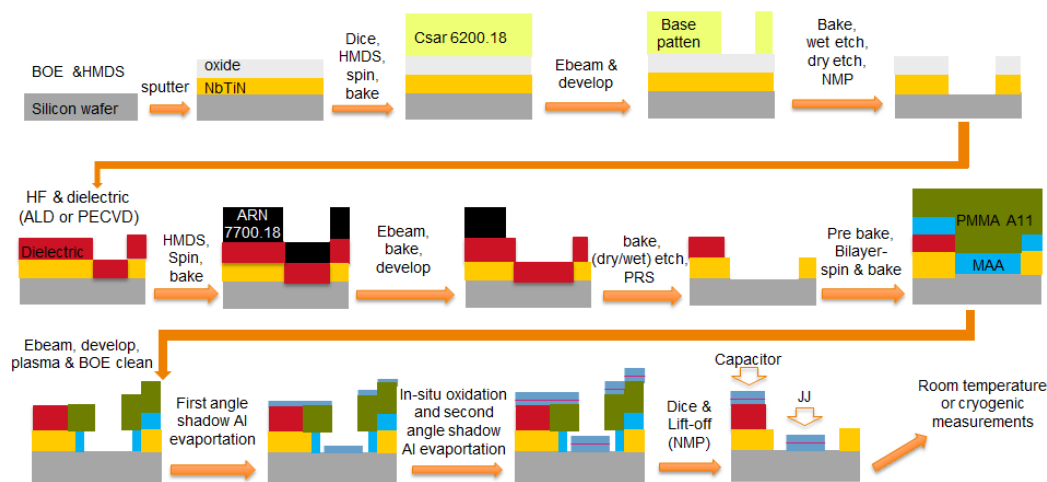 BOE &HMDS
Silicon wafer
sputter
oxide
NbTiN
Dice,
HMDS,
spin,
bake
Csar 6200.18
Ebeam &
develop
Base
patten
Bake,
wet etch,
dry etch,
NMP
HF & dielectric
(ALD or PECVD)
Dielectric
HMDS,
Spin,
bake
ARN
7700.18
Ebeam,
bake,
develop
bake,
(dry/wet) etch,
PRS
Pre bake,
Bilayer-
spin & bake
PMMA A11
MAA
Ebeam, develop,
plasma & BOE clean
First angle
shadow Al
evaportation
In-situ oxidation
and second
angle shadow
Al evaportation
Dice &
Lift-off
(NMP)
Capacitor
JJ
Room temperature
or cryogenic
measurements